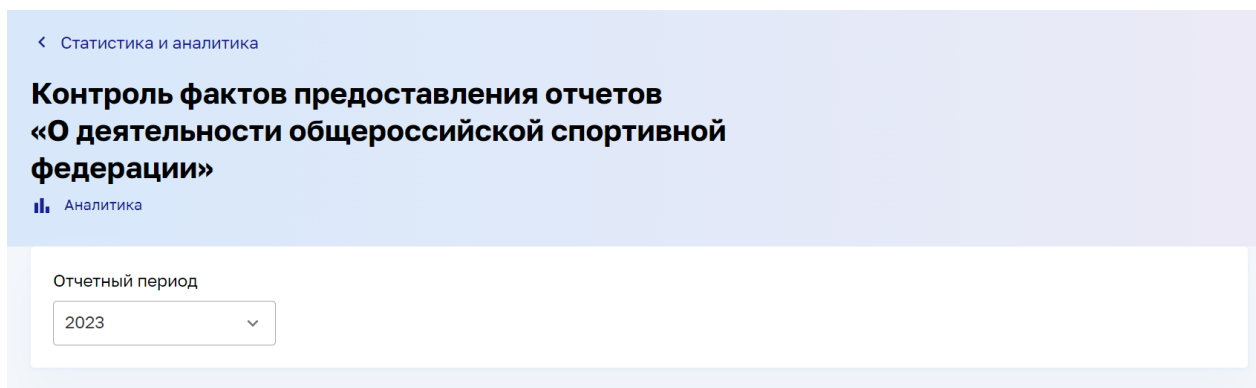 Статистика и аналитика
Контроль фактов предоставления отчетов
«О деятельности общероссийской спортивной
федерации»
Аналитика
Отчетный период
2023